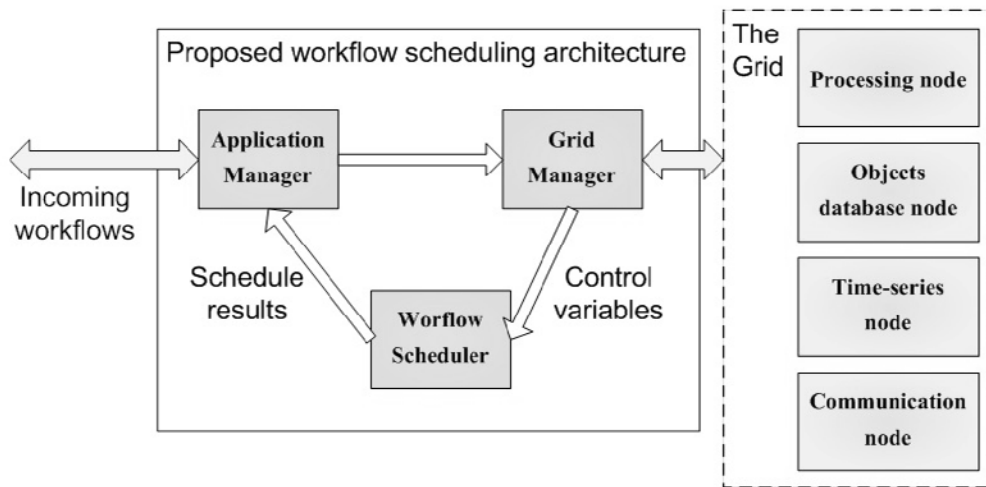 Proposed workflow scheduling architecture
Application
Manager
Grid
Manager
Incoming
workflows
Schedule
results
Control
variables
Worflow
Scheduler
The
Grid
Processing node
Objects
database node
Time-series
node
Communication
node